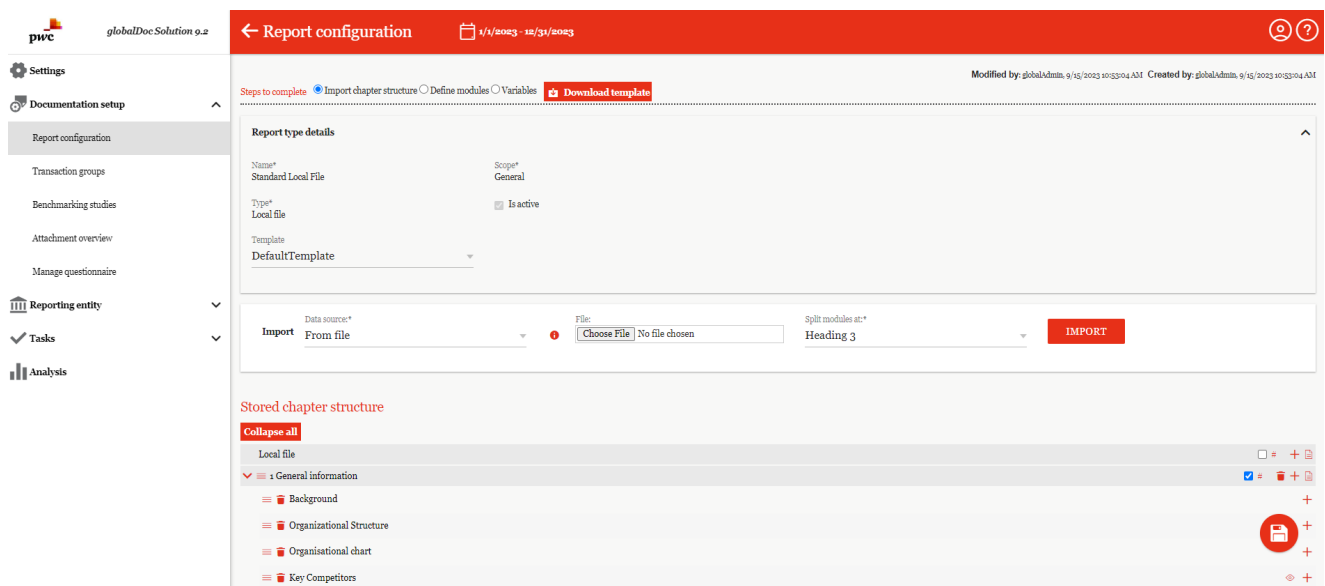 pwc
globalDoc Solution 9.2
Report configuration
1/1/2023 - 12/31/2023
?
Settings
Documentation setup
Report configuration
Transaction groups
Benchmarking studies
Attachment overview
Manage questionnaire
Reporting entity
Tasks
Analysis
Modified by: globalAdmin, 9/15/2023 10:53:04 AM Created by: globalAdmin, 9/15/2023 10:53:04 AM
Steps to complete Import chapter structure Define modules Variables Download template
Report type details
Name* Scope*
Standard Local File General
Type* Is active
Local file
Template
DefaultTemplate
Data source:* File: Split modules at:*
Import From file Choose File No file chosen Heading 3 IMPORT
Stored chapter structure
Collapse all
Local file #
1 General information #
Background
Organizational Structure
Organisational chart
Key Competitors